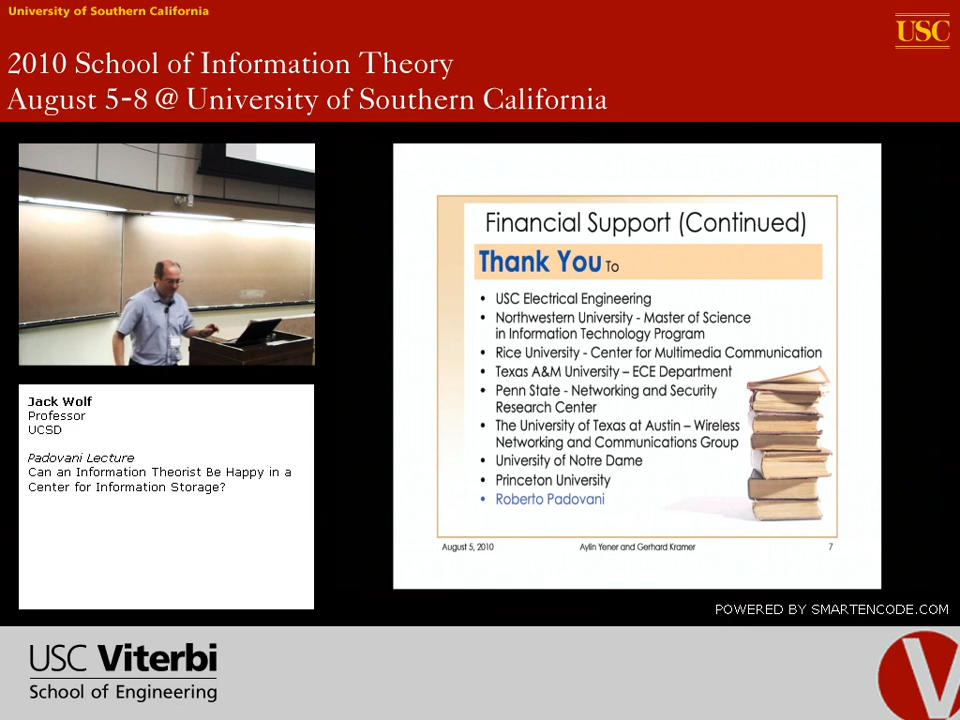 University of Southern California
USC
2010 School of Information Theory
August 5-8 @ University of Southern California
Financial Support (Continued)
Thank You To
• USC Electrical Engineering
• Northwestern University - Master of Science
in Information Technology Program
• Rice University - Center for Multimedia Communication
• Texas A&M University – ECE Department
• Penn State - Networking and Security
Research Center
• The University of Texas at Austin – Wireless
Networking and Communications Group
• University of Notre Dame
• Princeton University
• Roberto Padovani
August 5, 2010
Aylin Yener and Gerhard Kramer
7
Jack Wolf
Professor
UCSD
Padovani Lecture
Can an Information Theorist Be Happy in a
Center for Information Storage?
POWERED BY SMARTENCODE.COM
USC Viterbi
School of Engineering
V